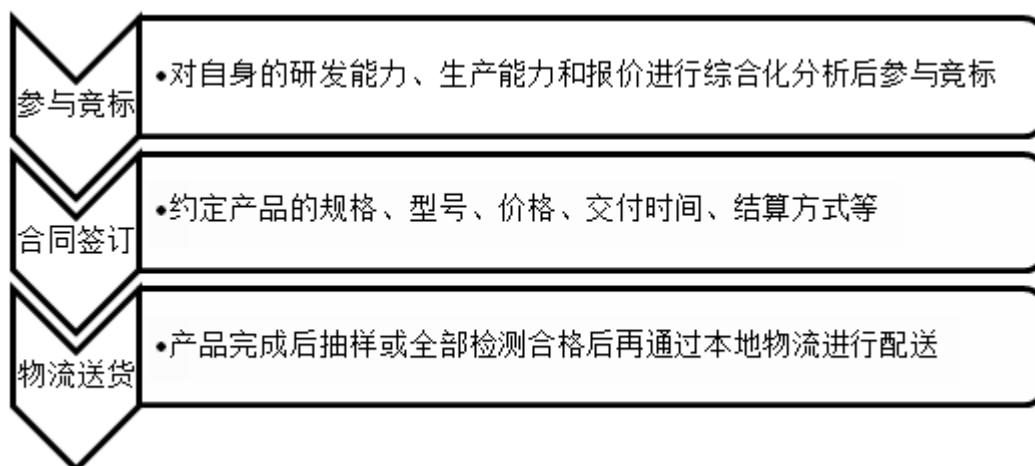 •对自身的研发能力、生产能力和报价进行综合化分析后参与竞标
参与竞标
•约定产品的规格、型号、价格、交付时间、结算方式等
合同签订
•产品完成后抽样或全部检测合格后再通过本地物流进行配送
物流送货